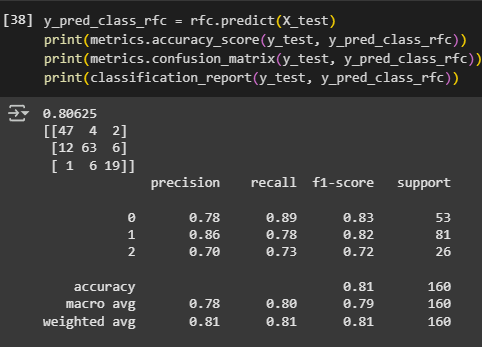 [38] y_pred_class_rfc = rfc.predict(X_test)
print(metrics.accuracy_score(y_test, y_pred_class_rfc))
print(metrics.confusion_matrix(y_test, y_pred_class_rfc))
print(classification_report(y_test, y_pred_class_rfc))
0.80625
[[47  4  2]
 [12 63  6]
 [ 1  6 19]]
              precision    recall  f1-score   support
           0       0.78      0.89      0.83        53
           1       0.86      0.78      0.82        81
           2       0.70      0.73      0.72        26
    accuracy                           0.81       160
   macro avg       0.78      0.80      0.79       160
weighted avg       0.81      0.81      0.81       160